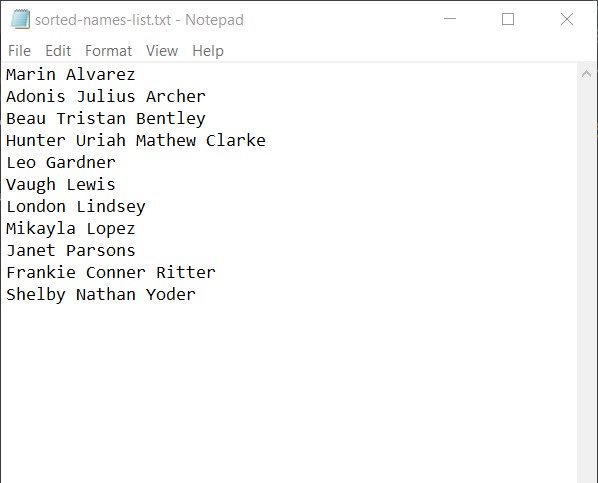 sorted-names-list.txt - Notepad
File Edit Format View Help
Marin Alvarez
Adonis Julius Archer
Beau Tristan Bentley
Hunter Uriah Mathew Clarke
Leo Gardner
Vaugh Lewis
London Lindsey
Mikayla Lopez
Janet Parsons
Frankie Conner Ritter
Shelby Nathan Yoder